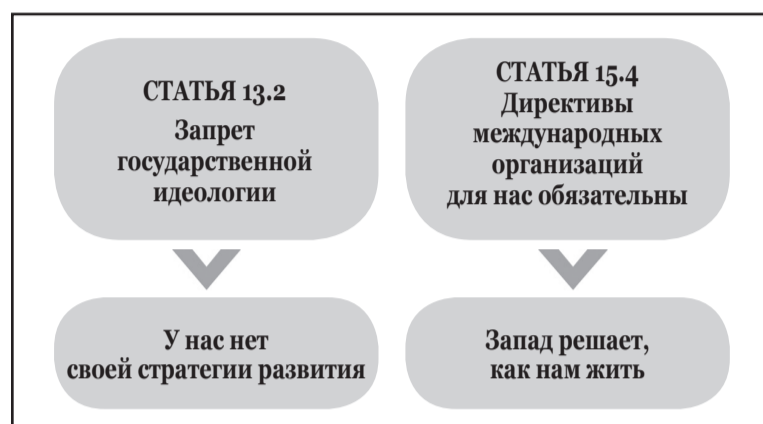 СТАТЬЯ 13.2
Запрет
государственной
идеологии
СТАТЬЯ 15.4
Директивы
международных
организаций
для нас обязательны
У нас нет
своей стратегии развития
Запад решает,
как нам жить